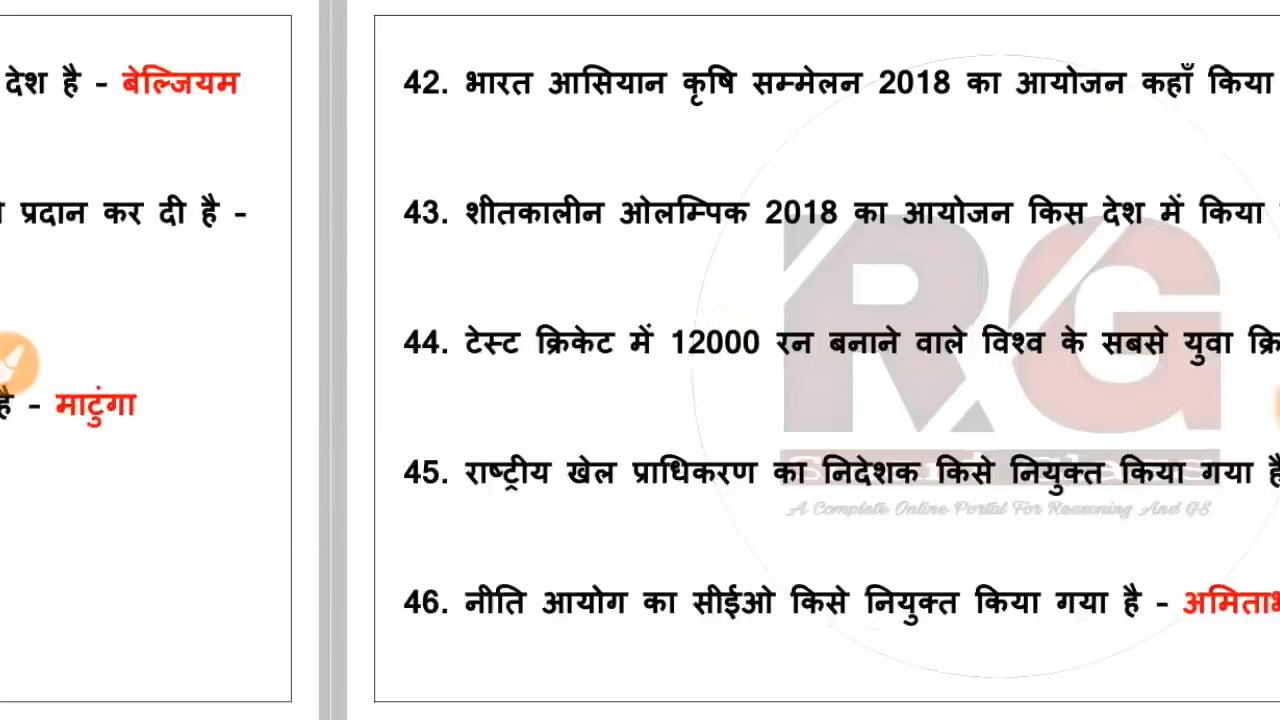 देश है - बेल्जियम
प्रदान कर दी है -
है - माटुंगा
42. भारत आसियान कृषि सम्मेलन 2018 का आयोजन कहाँ किया
43. शीतकालीन ओलम्पिक 2018 का आयोजन किस देश में किया
44. टेस्ट क्रिकेट में 12000 रन बनाने वाले विश्व के सबसे युवा
45. राष्ट्रीय खेल प्राधिकरण का निदेशक किसे नियुक्त किया गया है
46. नीति आयोग का सीईओ किसे नियुक्त किया गया है - अमिताभ
RG
A Complete Online Portal For Reasoning And GS